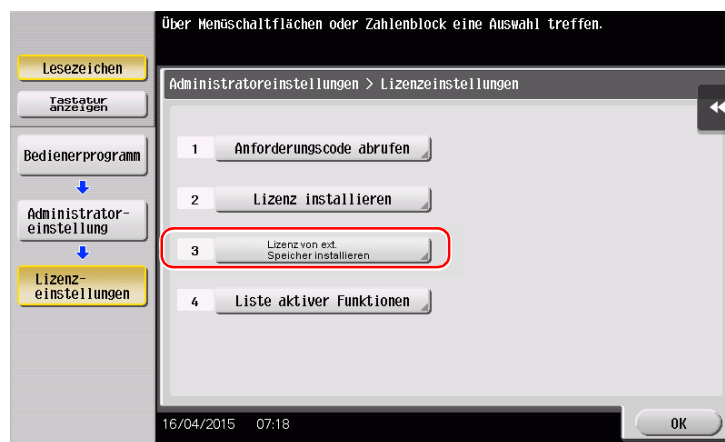 Über Menüschaltflächen oder Zahlenblock eine Auswahl treffen.
Lesezeichen
Tastatur
anzeigen
Bedienerprogramm
Administrator-
einstellung
Lizenz-
einstellungen
Administratoreinstellungen > Lizenzeinstellungen
1 Anforderungscode abrufen
2 Lizenz installieren
3 Lizenz von ext.
Speicher installieren
4 Liste aktiver Funktionen
16/04/2015 07:18
OK